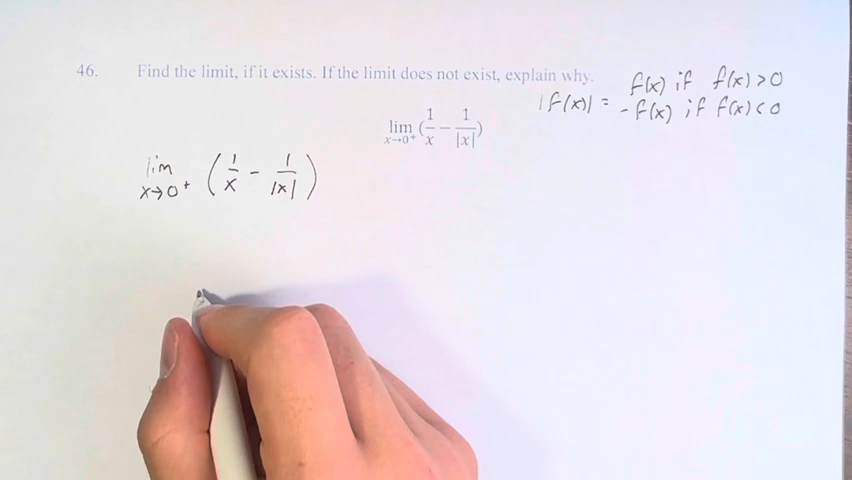 46. Find the limit, if it exists. If the limit does not exist, explain why.
lim x→0⁺ (1/x − 1/|x|)
|f(x)| = f(x) if f(x) > 0
-f(x) if f(x) < 0
lim x→0⁺ (1/x − 1/|x|)